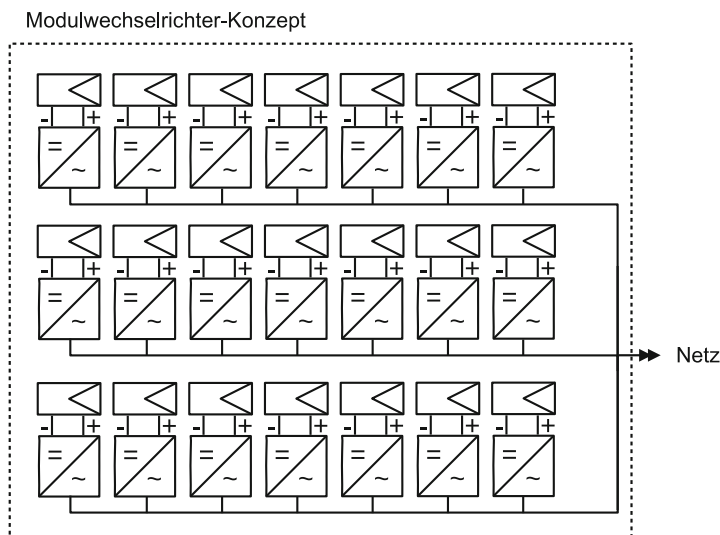 Modulwechselrichter-Konzept
- + - + - + - + - + - + - +
= ~ = ~ = ~ = ~ = ~ = ~ = ~
- + - + - + - + - + - + - +
= ~ = ~ = ~ = ~ = ~ = ~ = ~
Netz
- + - + - + - + - + - + - +
= ~ = ~ = ~ = ~ = ~ = ~ = ~